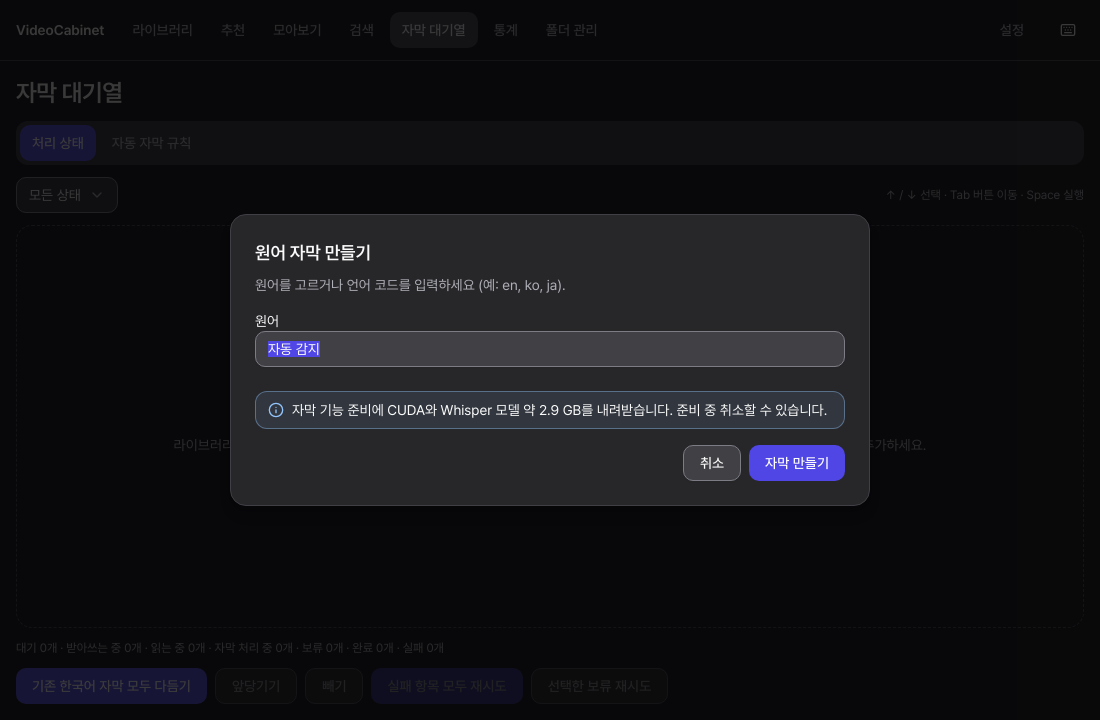 VideoCabinet 라이브러리 추천 모아보기 검색 자막 대기열 통계 폴더 관리 설정
자막 대기열
처리 상태 자동 자막 규칙
모든 상태 ↑ / ↓ 선택 · Tab 버튼 이동 · Space 실행
원어 자막 만들기
원어를 고르거나 언어 코드를 입력하세요 (예: en, ko, ja).
원어
자동 감지
자막 기능 준비에 CUDA와 Whisper 모델 약 2.9 GB를 내려받습니다. 준비 중 취소할 수 있습니다.
라이브러리
취소 자막 만들기
대기 0개 · 받아쓰는 중 0개 · 읽는 중 0개 · 자막 처리 중 0개 · 보류 0개 · 완료 0개 · 실패 0개
기존 한국어 자막 모두 다듬기 앞당기기 빼기 실패 항목 모두 재시도 선택한 보류 재시도